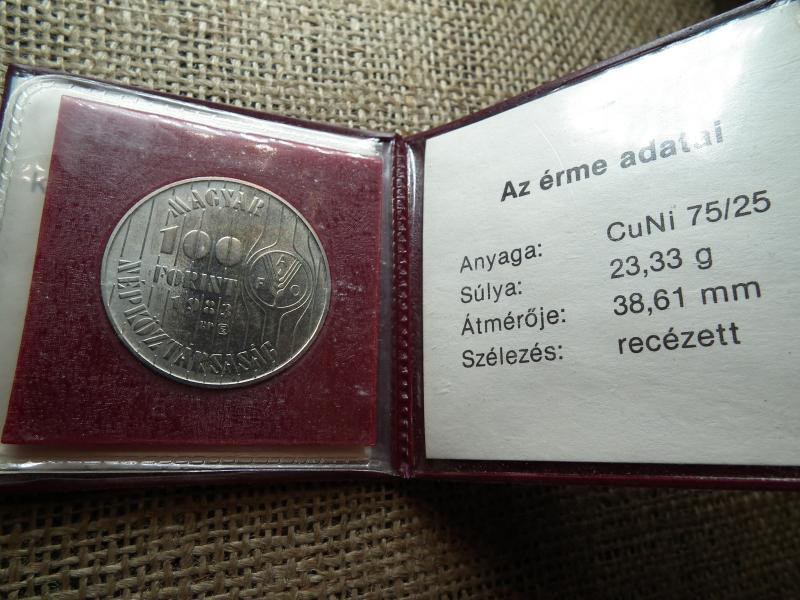 MAGYAR
100
FORINT
1983
BP.
NÉPKÖZTÁRSASÁG
F A O
Az érme adatai
Anyaga: CuNi 75/25
Súlya: 23,33 g
Átmérője: 38,61 mm
Szélezés: recézett